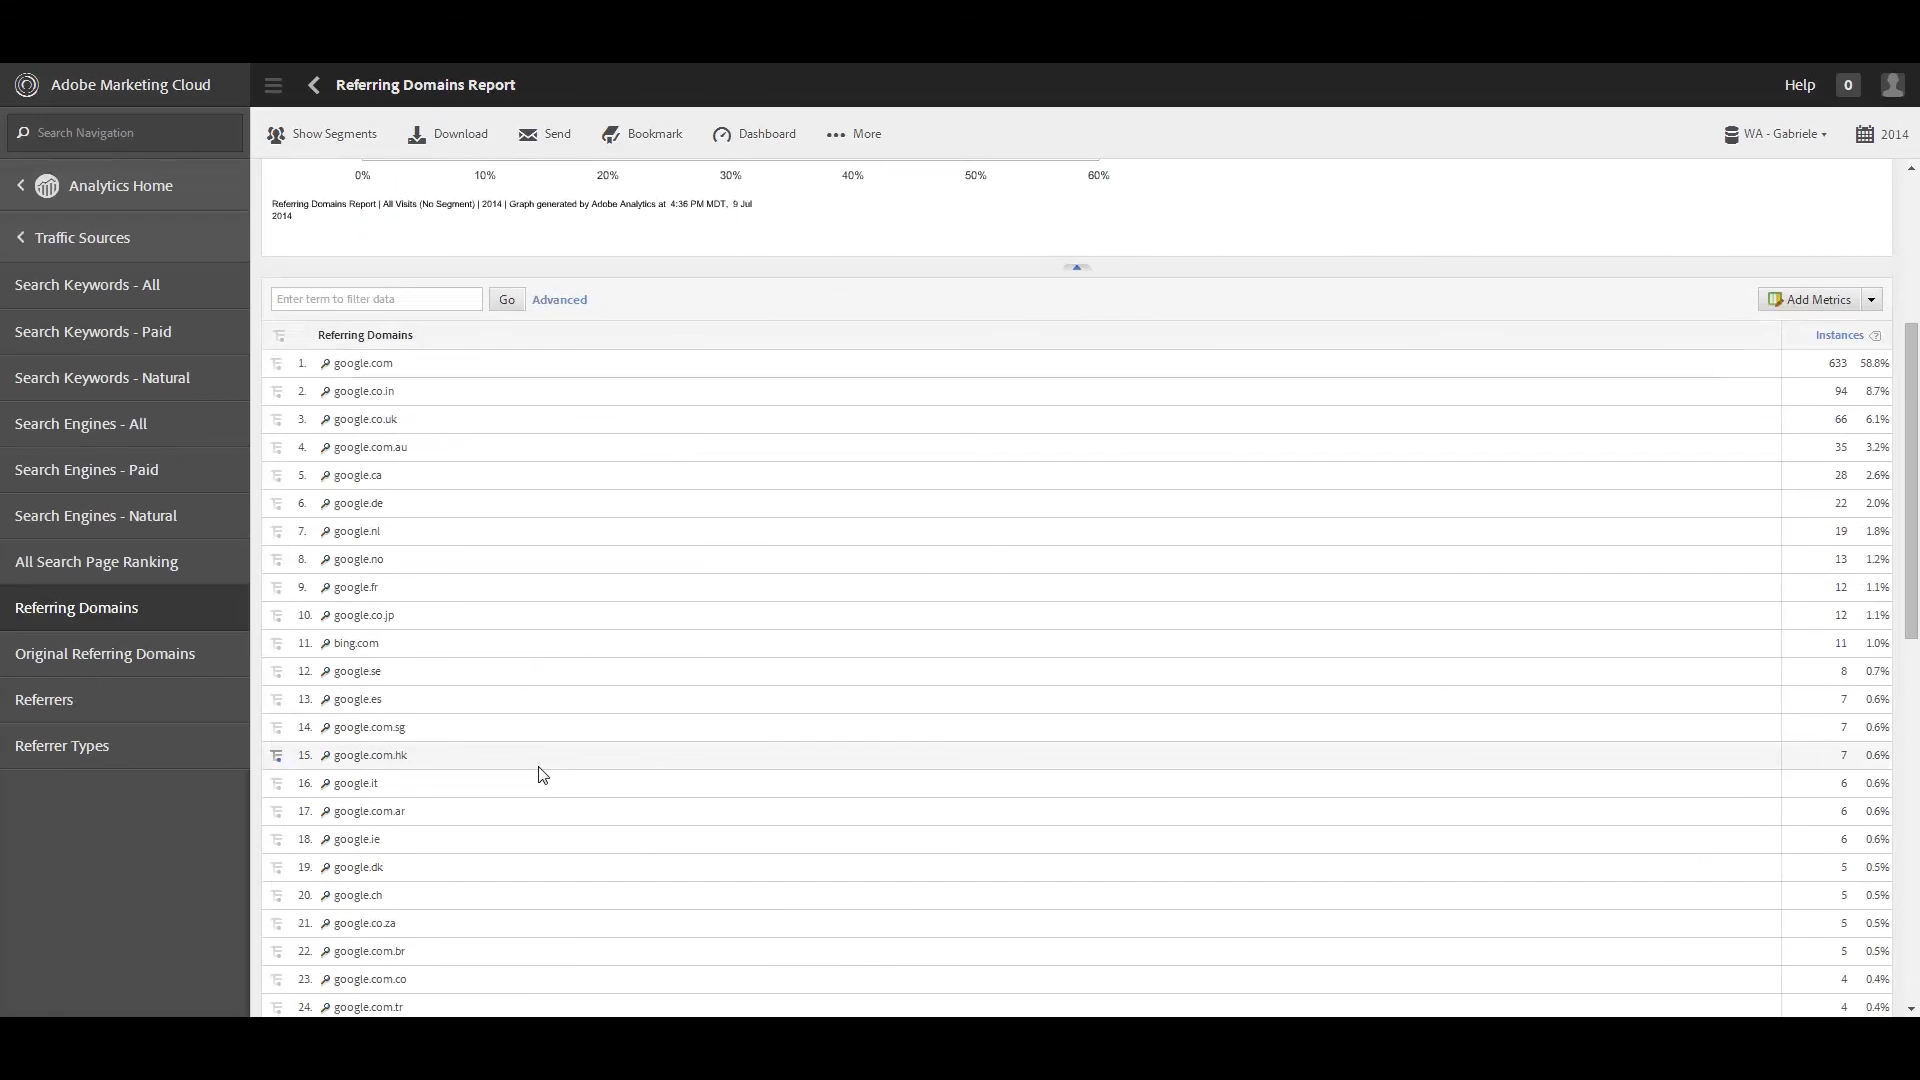 Adobe Marketing Cloud
Referring Domains Report
Help
0
Search Navigation
Show Segments
Download
Send
Bookmark
Dashboard
More
WA - Gabriele
2014
Analytics Home
Traffic Sources
Search Keywords - All
Search Keywords - Paid
Search Keywords - Natural
Search Engines - All
Search Engines - Paid
Search Engines - Natural
All Search Page Ranking
Referring Domains
Original Referring Domains
Referrers
Referrer Types
0% 10% 20% 30% 40% 50% 60%
Referring Domains Report | All Visits (No Segment) | 2014 | Graph generated by Adobe Analytics at 4:36 PM MDT, 9 Jul
2014
Enter term to filter data
Go
Advanced
Add Metrics
Referring Domains Instances
1. google.com 633 58.8%
2. google.co.in 94 8.7%
3. google.co.uk 66 6.1%
4. google.com.au 35 3.2%
5. google.ca 28 2.6%
6. google.de 22 2.0%
7. google.nl 19 1.8%
8. google.no 13 1.2%
9. google.fr 12 1.1%
10. google.co.jp 12 1.1%
11. bing.com 11 1.0%
12. google.se 8 0.7%
13. google.es 7 0.6%
14. google.com.sg 7 0.6%
15. google.com.hk 7 0.6%
16. google.it 6 0.6%
17. google.com.ar 6 0.6%
18. google.ie 6 0.6%
19. google.dk 5 0.5%
20. google.ch 5 0.5%
21. google.co.za 5 0.5%
22. google.com.br 5 0.5%
23. google.com.co 4 0.4%
24. google.com.tr 4 0.4%